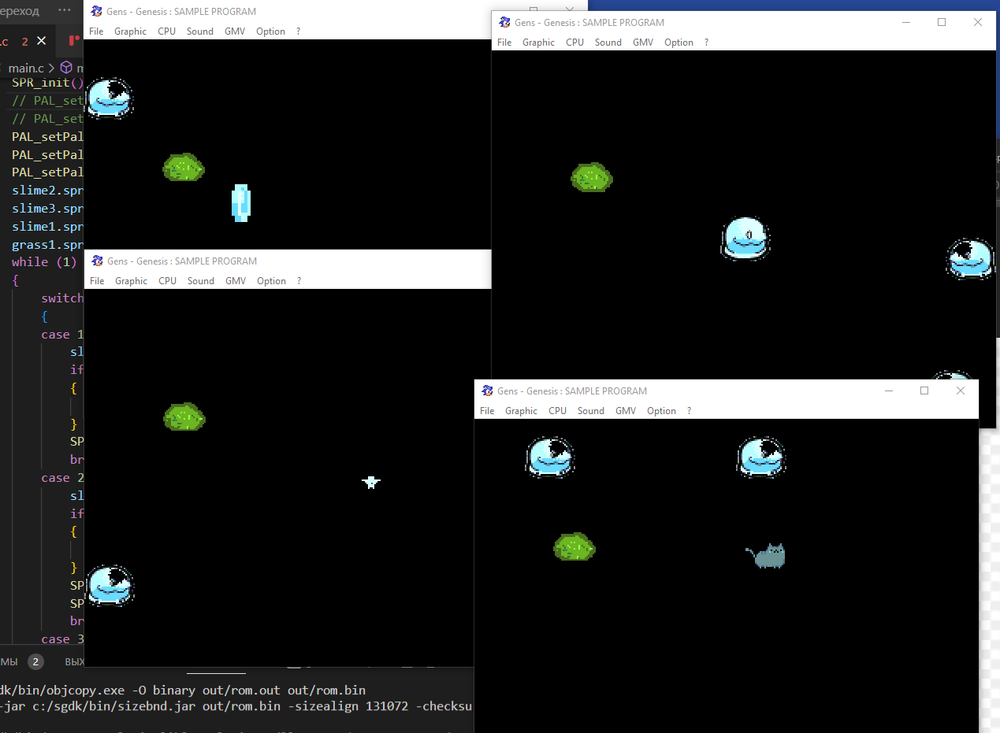 ереход ···
Gens - Genesis : SAMPLE PROGRAM
File Graphic CPU Sound GMV Option ?
Gens - Genesis : SAMPLE PROGRAM
File Graphic CPU Sound GMV Option ?
.c 2
main.c
SPR_init()
// PAL_set
// PAL_set
PAL_setPal
PAL_setPal
PAL_setPal
slime2.spr
slime3.spr
slime1.spr
grass1.spr
while (1)
{
switch
{
case 1
sl
if
{
}
SP
br
case 2
sl
if
{
}
SP
SP
br
case 3
Gens - Genesis : SAMPLE PROGRAM
File Graphic CPU Sound GMV Option ?
Gens - Genesis : SAMPLE PROGRAM
File Graphic CPU Sound GMV Option ?
МЫ 2 ВЫХ
dk/bin/objcopy.exe -O binary out/rom.out out/rom.bin
-jar c:/sgdk/bin/sizebnd.jar out/rom.bin -sizealign 131072 -checksu